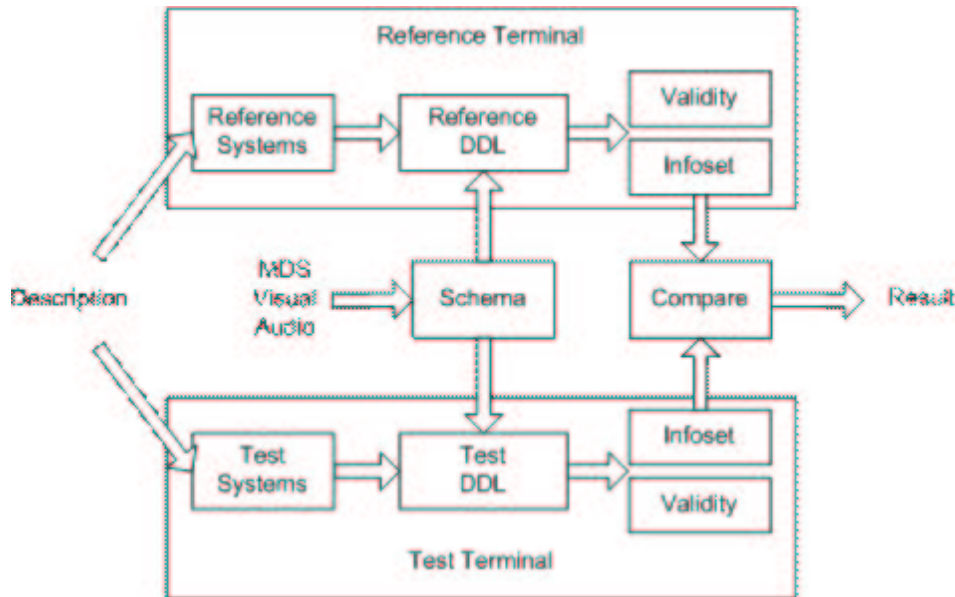 Reference Terminal
Reference
Systems
Reference
DDL
Validity
Infoset
Description
MDS
Visual
Audio
Schema
Compare
Result
Test
Systems
Test
DDL
Infoset
Validity
Test Terminal